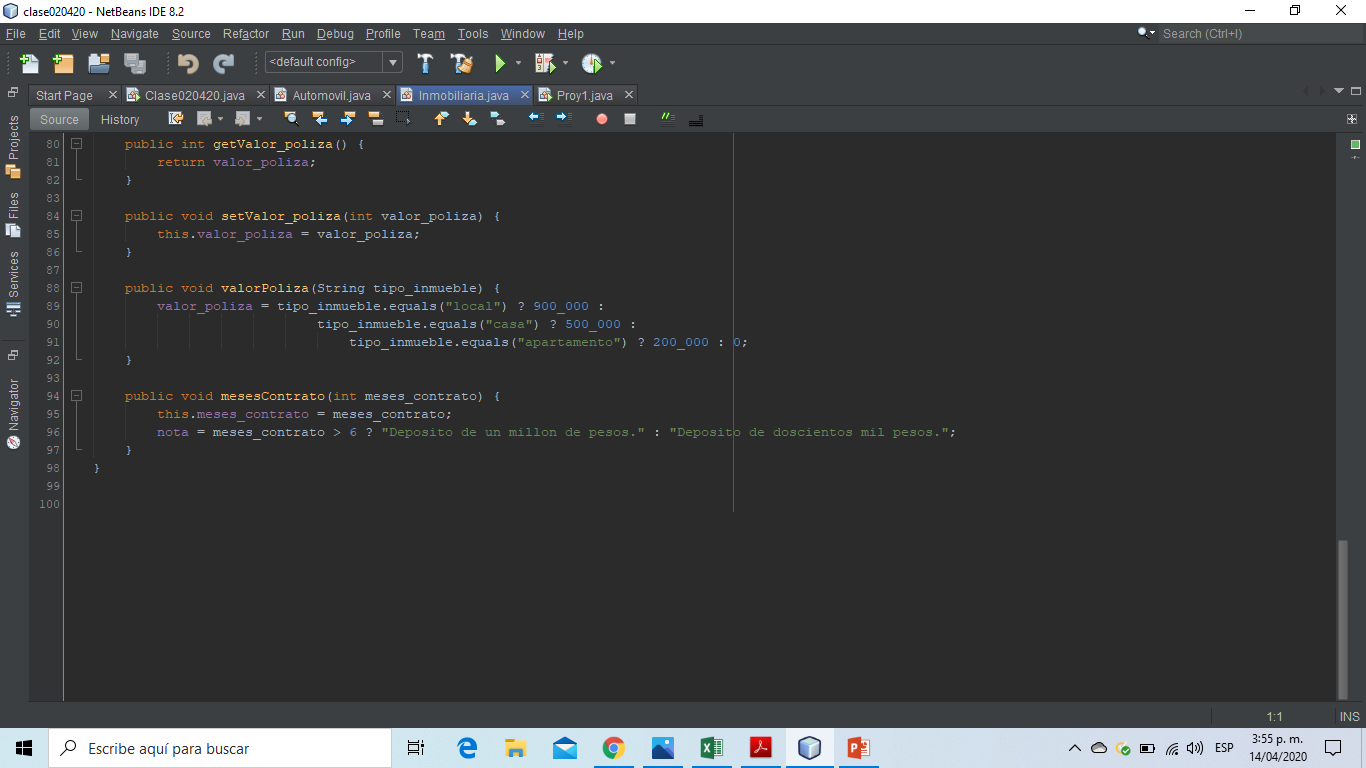 clase020420 - NetBeans IDE 8.2
File Edit View Navigate Source Refactor Run Debug Profile Team Tools Window Help
Search (Ctrl+I)
<default config>
Start Page Clase020420.java Automovil.java Inmobiliaria.java Proy1.java
Source History
Projects
Files
Services
Navigator
80 public int getValor_poliza() {
81 return valor_poliza;
82 }
83
84 public void setValor_poliza(int valor_poliza) {
85 this.valor_poliza = valor_poliza;
86 }
87
88 public void valorPoliza(String tipo_inmueble) {
89 valor_poliza = tipo_inmueble.equals("local") ? 900_000 :
90 tipo_inmueble.equals("casa") ? 500_000 :
91 tipo_inmueble.equals("apartamento") ? 200_000 : 0;
92 }
93
94 public void mesesContrato(int meses_contrato) {
95 this.meses_contrato = meses_contrato;
96 nota = meses_contrato > 6 ? "Deposito de un millon de pesos." : "Deposito de doscientos mil pesos.";
97 }
98 }
99
100
1:1 INS
Escribe aquí para buscar
ESP
3:55 p. m.
14/04/2020